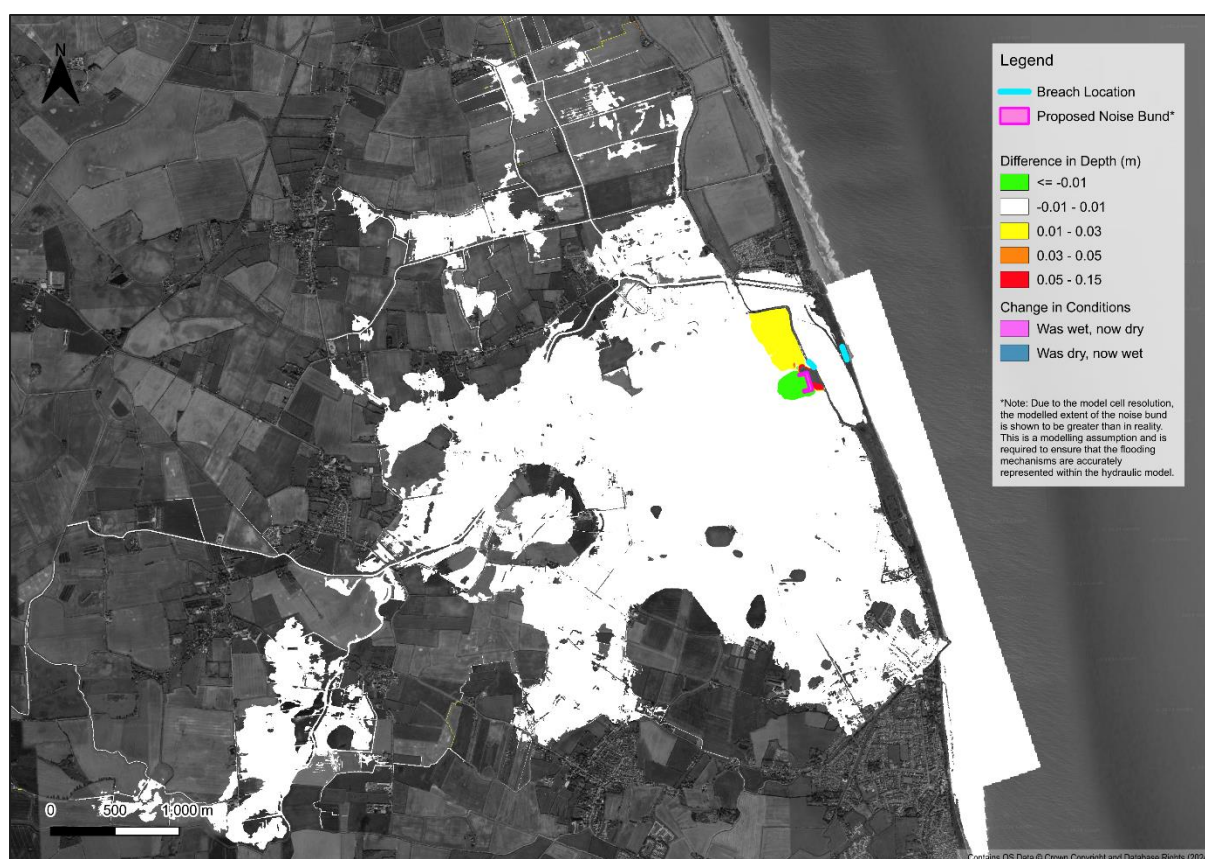 N
Legend
Breach Location
Proposed Noise Bund*
Difference in Depth (m)
<= -0.01
-0.01 - 0.01
0.01 - 0.03
0.03 - 0.05
0.05 - 0.15
Change in Conditions
Was wet, now dry
Was dry, now wet
*Note: Due to the model cell resolution,
the modelled extent of the noise bund
is shown to be greater than in reality.
This is a modelling assumption and is
required to ensure that the flooding
mechanisms are accurately
represented within the hydraulic model.
0 500 1,000 m
Contains OS Data © Crown Copyright and Database Rights (202